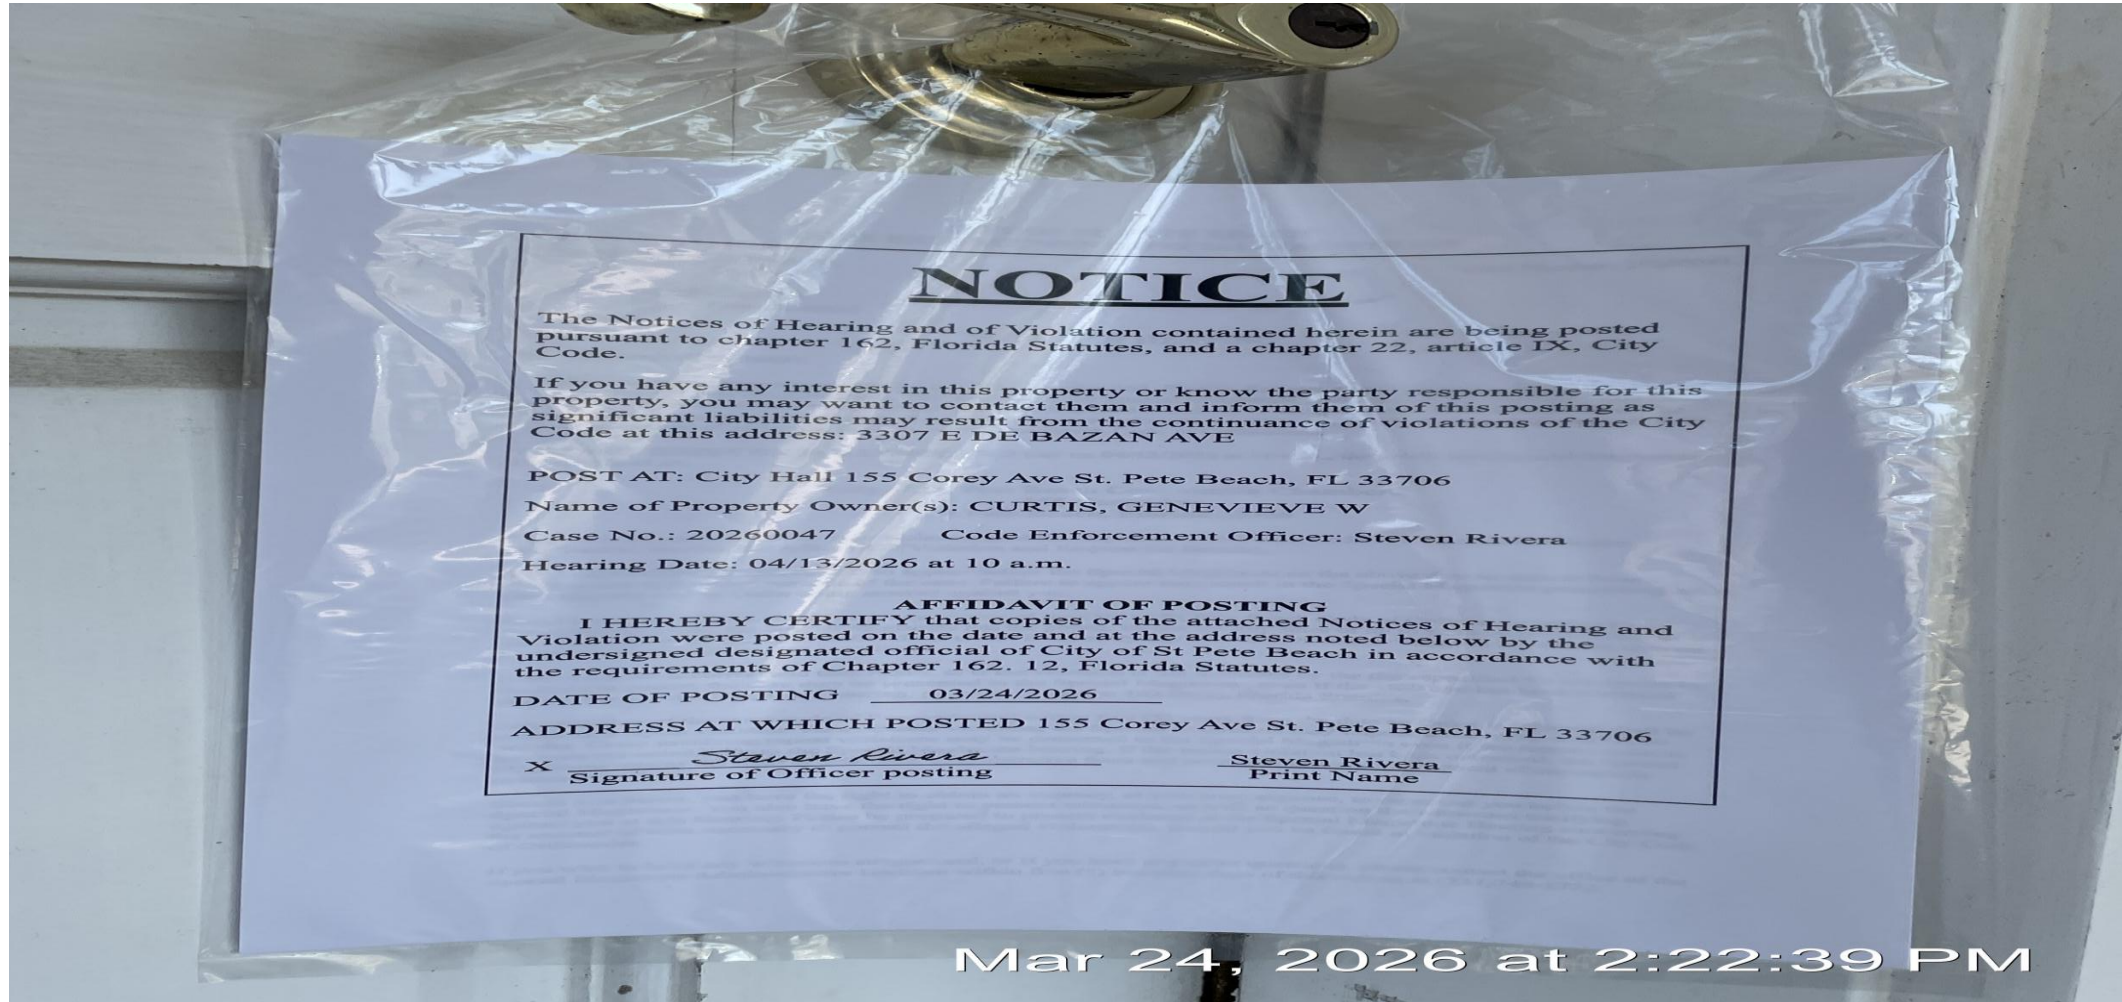 NOTICE
The Notices of Hearing and of Violation contained herein are being posted
pursuant to chapter 162, Florida Statutes, and a chapter 22, article IX, City
Code.
If you have any interest in this property or know the party responsible for this
property, you may want to contact them and inform them of this posting as
significant liabilities may result from the continuance of violations of the City
Code at this address: 3307 E DE BAZAN AVE
POST AT: City Hall 155 Corey Ave St. Pete Beach, FL 33706
Name of Property Owner(s): CURTIS, GENEVIEVE W
Case No.: 20260047 Code Enforcement Officer: Steven Rivera
Hearing Date: 04/13/2026 at 10 a.m.
AFFIDAVIT OF POSTING
I HEREBY CERTIFY that copies of the attached Notices of Hearing and
Violation were posted on the date and at the address noted below by the
undersigned designated official of City of St Pete Beach in accordance with
the requirements of Chapter 162. 12, Florida Statutes.
DATE OF POSTING 03/24/2026
ADDRESS AT WHICH POSTED 155 Corey Ave St. Pete Beach, FL 33706
X Steven Rivera Steven Rivera
Signature of Officer posting Print Name
Mar 24, 2026 at 2:22:39 PM